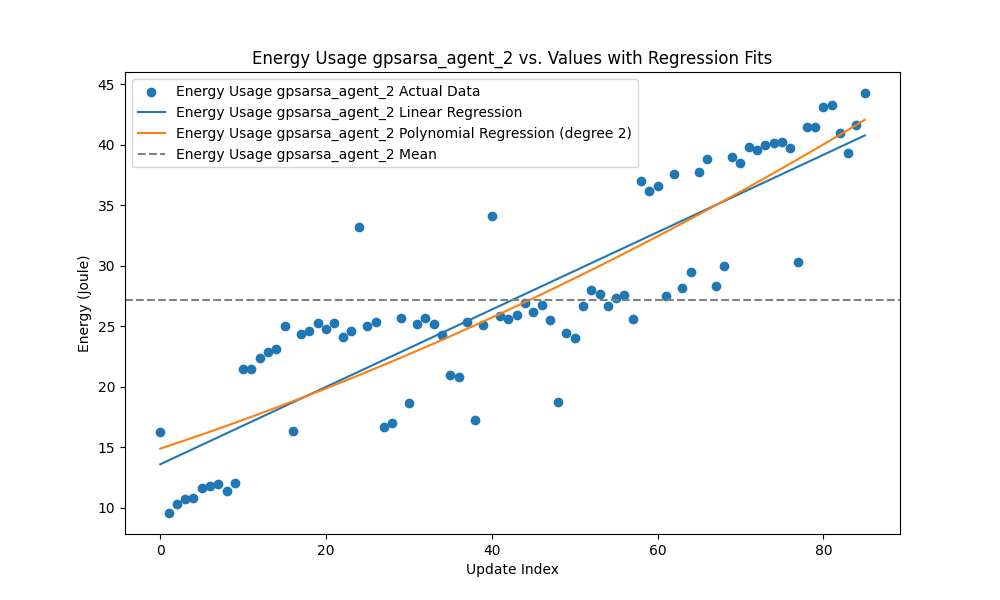 Energy Usage gpsarsa_agent_2 vs. Values with Regression Fits
Energy Usage gpsarsa_agent_2 Actual Data
Energy Usage gpsarsa_agent_2 Linear Regression
Energy Usage gpsarsa_agent_2 Polynomial Regression (degree 2)
Energy Usage gpsarsa_agent_2 Mean
Energy (Joule)
45
40
35
30
25
20
15
10
0 20 40 60 80
Update Index